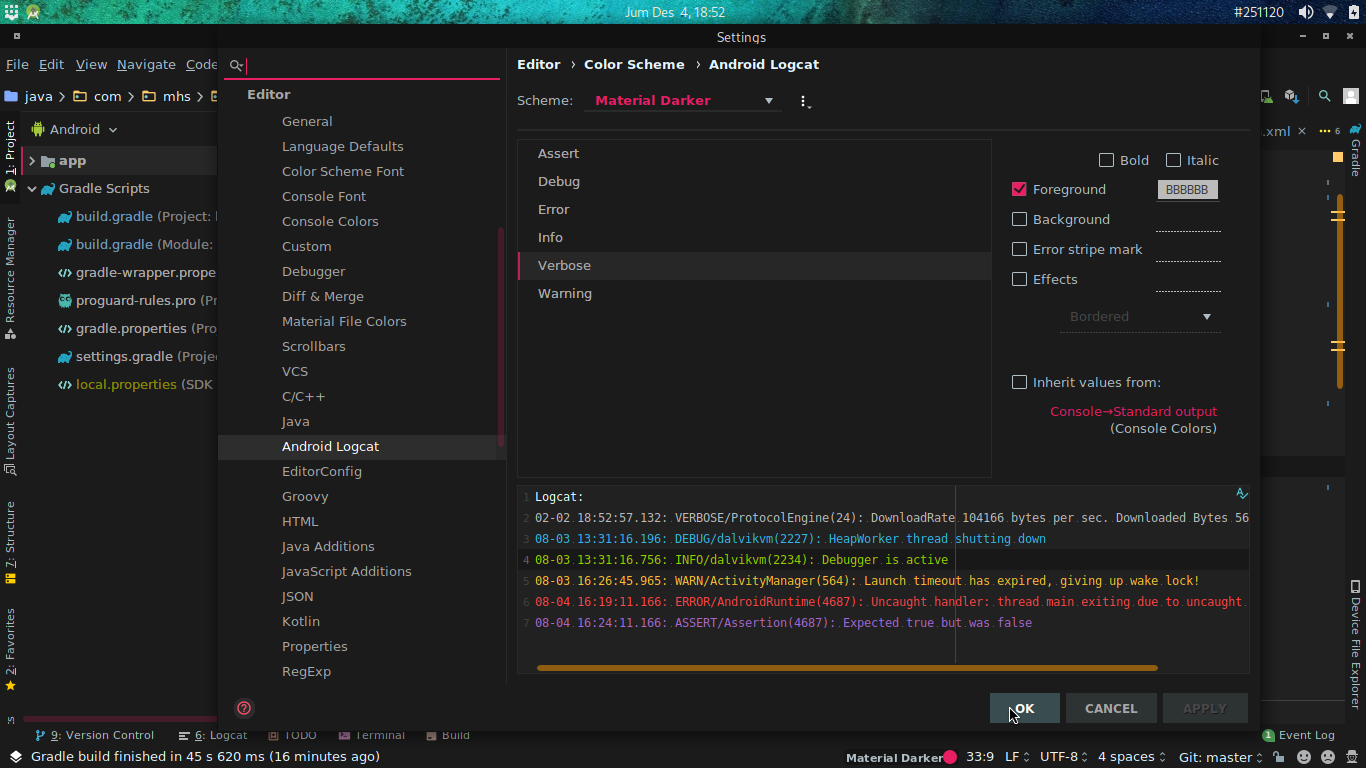 Jum Des 4, 18:52
#251120
Settings
File Edit View Navigate Code
java
com
mhs
Android
app
Gradle Scripts
build.gradle (Project:
build.gradle (Module:
gradle-wrapper.prope
proguard-rules.pro (Pr
gradle.properties (Pro
settings.gradle (Proje
local.properties (SDK
1: Project
Resource Manager
Layout Captures
7: Structure
2: Favorites
Editor
General
Language Defaults
Color Scheme Font
Console Font
Console Colors
Custom
Debugger
Diff & Merge
Material File Colors
Scrollbars
VCS
C/C++
Java
Android Logcat
EditorConfig
Groovy
HTML
Java Additions
JavaScript Additions
JSON
Kotlin
Properties
RegExp
Editor › Color Scheme › Android Logcat
Scheme: Material Darker
Assert
Debug
Error
Info
Verbose
Warning
Bold Italic
Foreground BBBBBB
Background
Error stripe mark
Effects
Bordered
Inherit values from:
Console→Standard output
(Console Colors)
1 Logcat:
2 02-02 18:52:57.132: VERBOSE/ProtocolEngine(24): DownloadRate 104166 bytes per sec. Downloaded Bytes 56
3 08-03 13:31:16.196: DEBUG/dalvikvm(2227): HeapWorker thread shutting down
4 08-03 13:31:16.756: INFO/dalvikvm(2234): Debugger is active
5 08-03 16:26:45.965: WARN/ActivityManager(564): Launch timeout has expired, giving up wake lock!
6 08-04 16:19:11.166: ERROR/AndroidRuntime(4687): Uncaught handler: thread main exiting due to uncaught
7 08-04 16:24:11.166: ASSERT/Assertion(4687): Expected true but was false
OK CANCEL APPLY
.xml
6
Gradle
Device File Explorer
9: Version Control 6: Logcat TODO Terminal Build
1 Event Log
Gradle build finished in 45 s 620 ms (16 minutes ago)
Material Darker 33:9 LF UTF-8 4 spaces Git: master